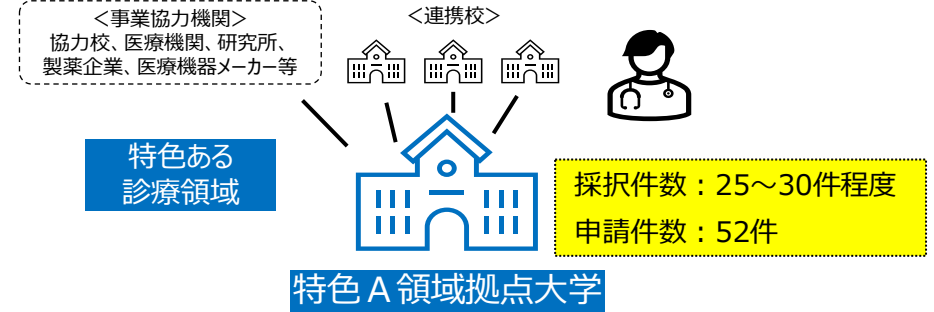 <事業協力機関>
協力校、医療機関、研究所、
製薬企業、医療機器メーカー等
<連携校>
特色ある
診療領域
採択件数：25～30件程度
申請件数：52件
特色Ａ領域拠点大学